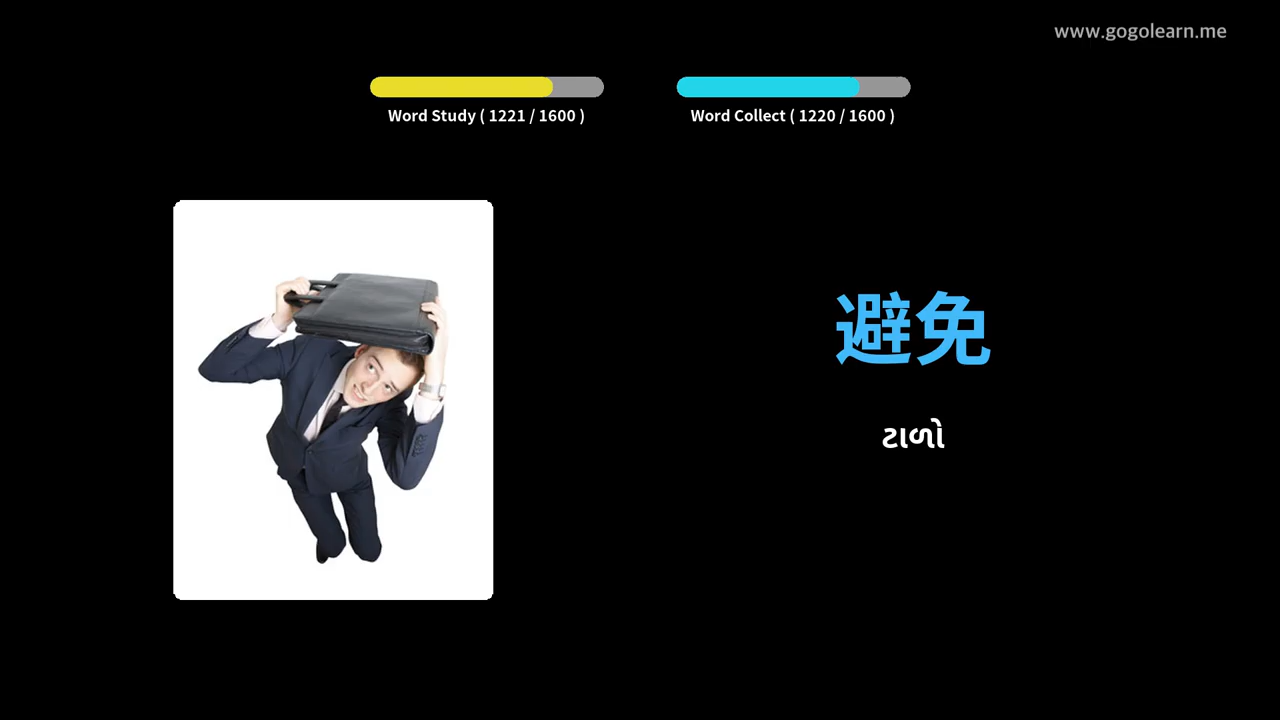 www.gogolearn.me
Word Study ( 1221 / 1600 )
Word Collect ( 1220 / 1600 )
避免
ટાળો